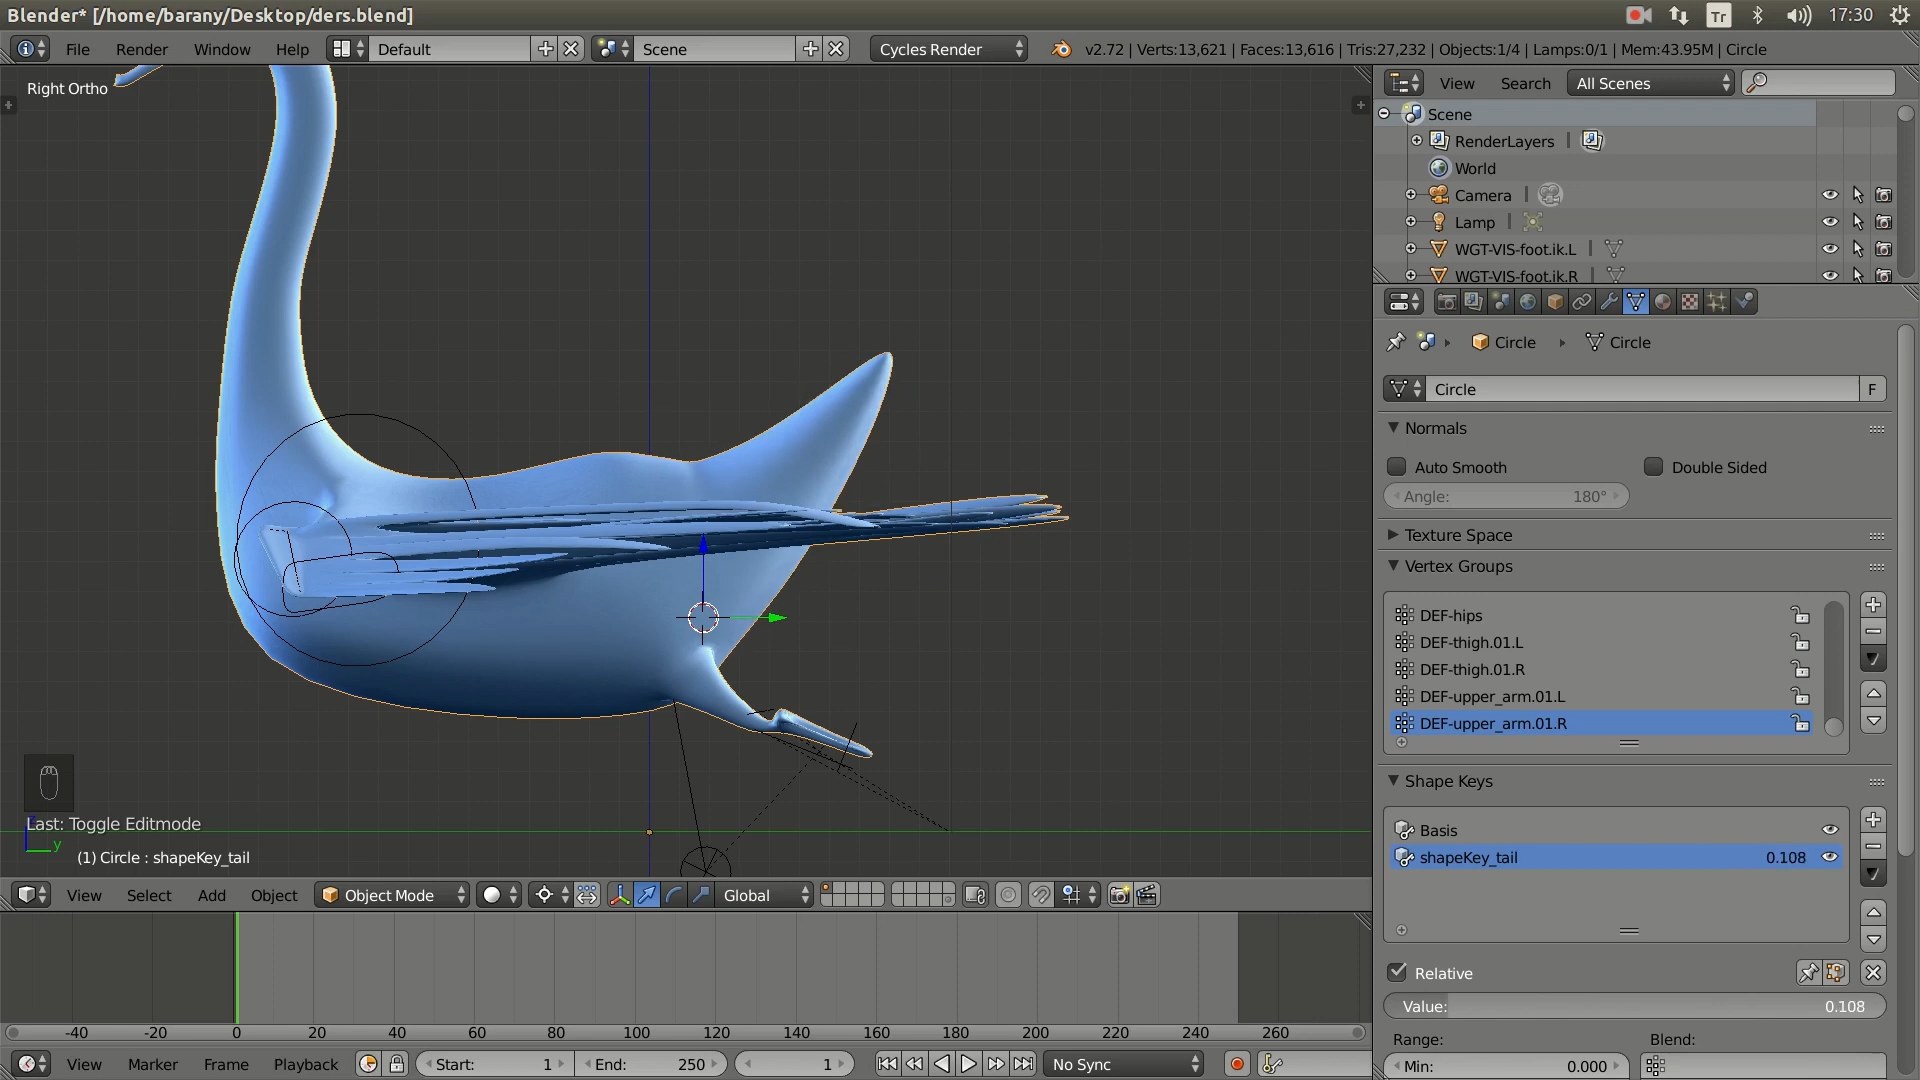 Blender* [/home/barany/Desktop/ders.blend]
Tr
17:30
File Render Window Help Default Scene Cycles Render v2.72 | Verts:13,621 | Faces:13,616 | Tris:27,232 | Objects:1/4 | Lamps:0/1 | Mem:43.95M | Circle
Right Ortho
View Search All Scenes
Scene
RenderLayers
World
Camera
Lamp
WGT-VIS-foot.ik.L
WGT-VIS-foot.ik.R
Circle Circle
Circle F
Normals
Auto Smooth Double Sided
Angle: 180°
Texture Space
Vertex Groups
DEF-hips
DEF-thigh.01.L
DEF-thigh.01.R
DEF-upper_arm.01.L
DEF-upper_arm.01.R
Shape Keys
Basis
shapeKey_tail 0.108
Relative
Value: 0.108
Range: Blend:
Min: 0.000
Last: Toggle Editmode
y
(1) Circle : shapeKey_tail
View Select Add Object Object Mode Global
-40 -20 0 20 40 60 80 100 120 140 160 180 200 220 240 260
View Marker Frame Playback Start: 1 End: 250 1 No Sync